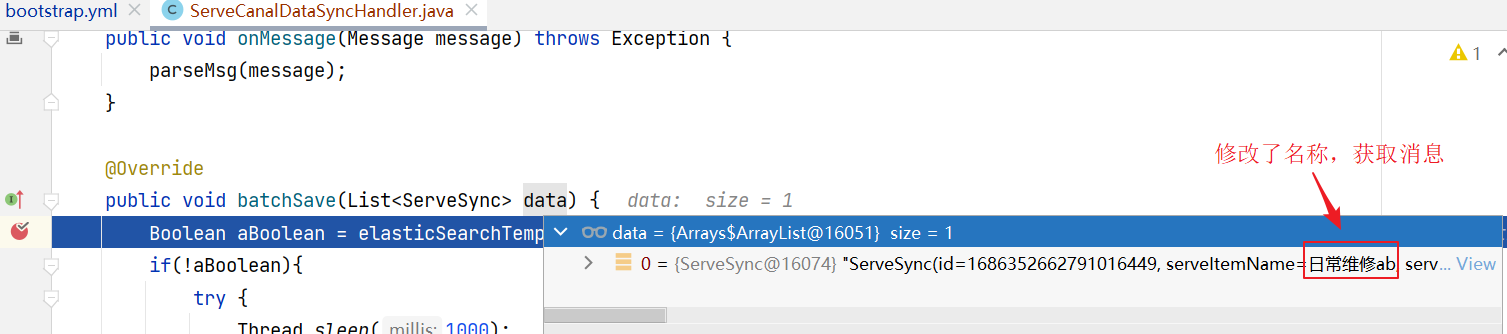 bootstrap.yml
ServeCanalDataSyncHandler.java
public void onMessage(Message message) throws Exception {
1
parseMsg(message);
}
修改了名称，获取消息
@Override
public void batchSave(List<ServeSync> data) { data: size = 1
Boolean aBoolean = elasticSearchTemp
data = {Arrays$ArrayList@16051} size = 1
if(!aBoolean){
0 = {ServeSync@16074} "ServeSync(id=1686352662791016449, serveItemName=日常维修ab, serv... View
try {
Thread.sleep( millis: 1000);